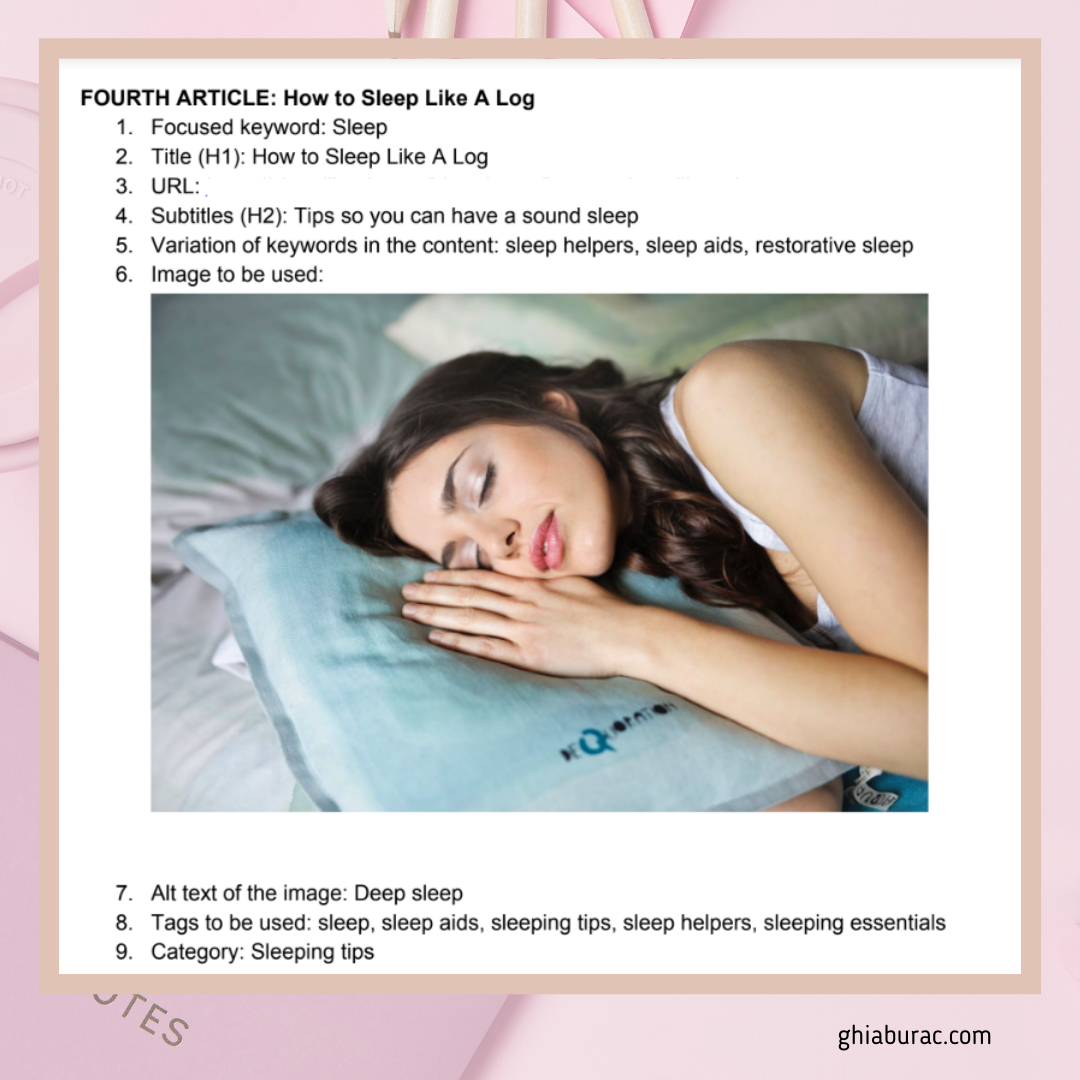 FOURTH ARTICLE: How to Sleep Like A Log
1. Focused keyword: Sleep
2. Title (H1): How to Sleep Like A Log
3. URL:
4. Subtitles (H2): Tips so you can have a sound sleep
5. Variation of keywords in the content: sleep helpers, sleep aids, restorative sleep
6. Image to be used:
7. Alt text of the image: Deep sleep
8. Tags to be used: sleep, sleep aids, sleeping tips, sleep helpers, sleeping essentials
9. Category: Sleeping tips
ghiaburac.com